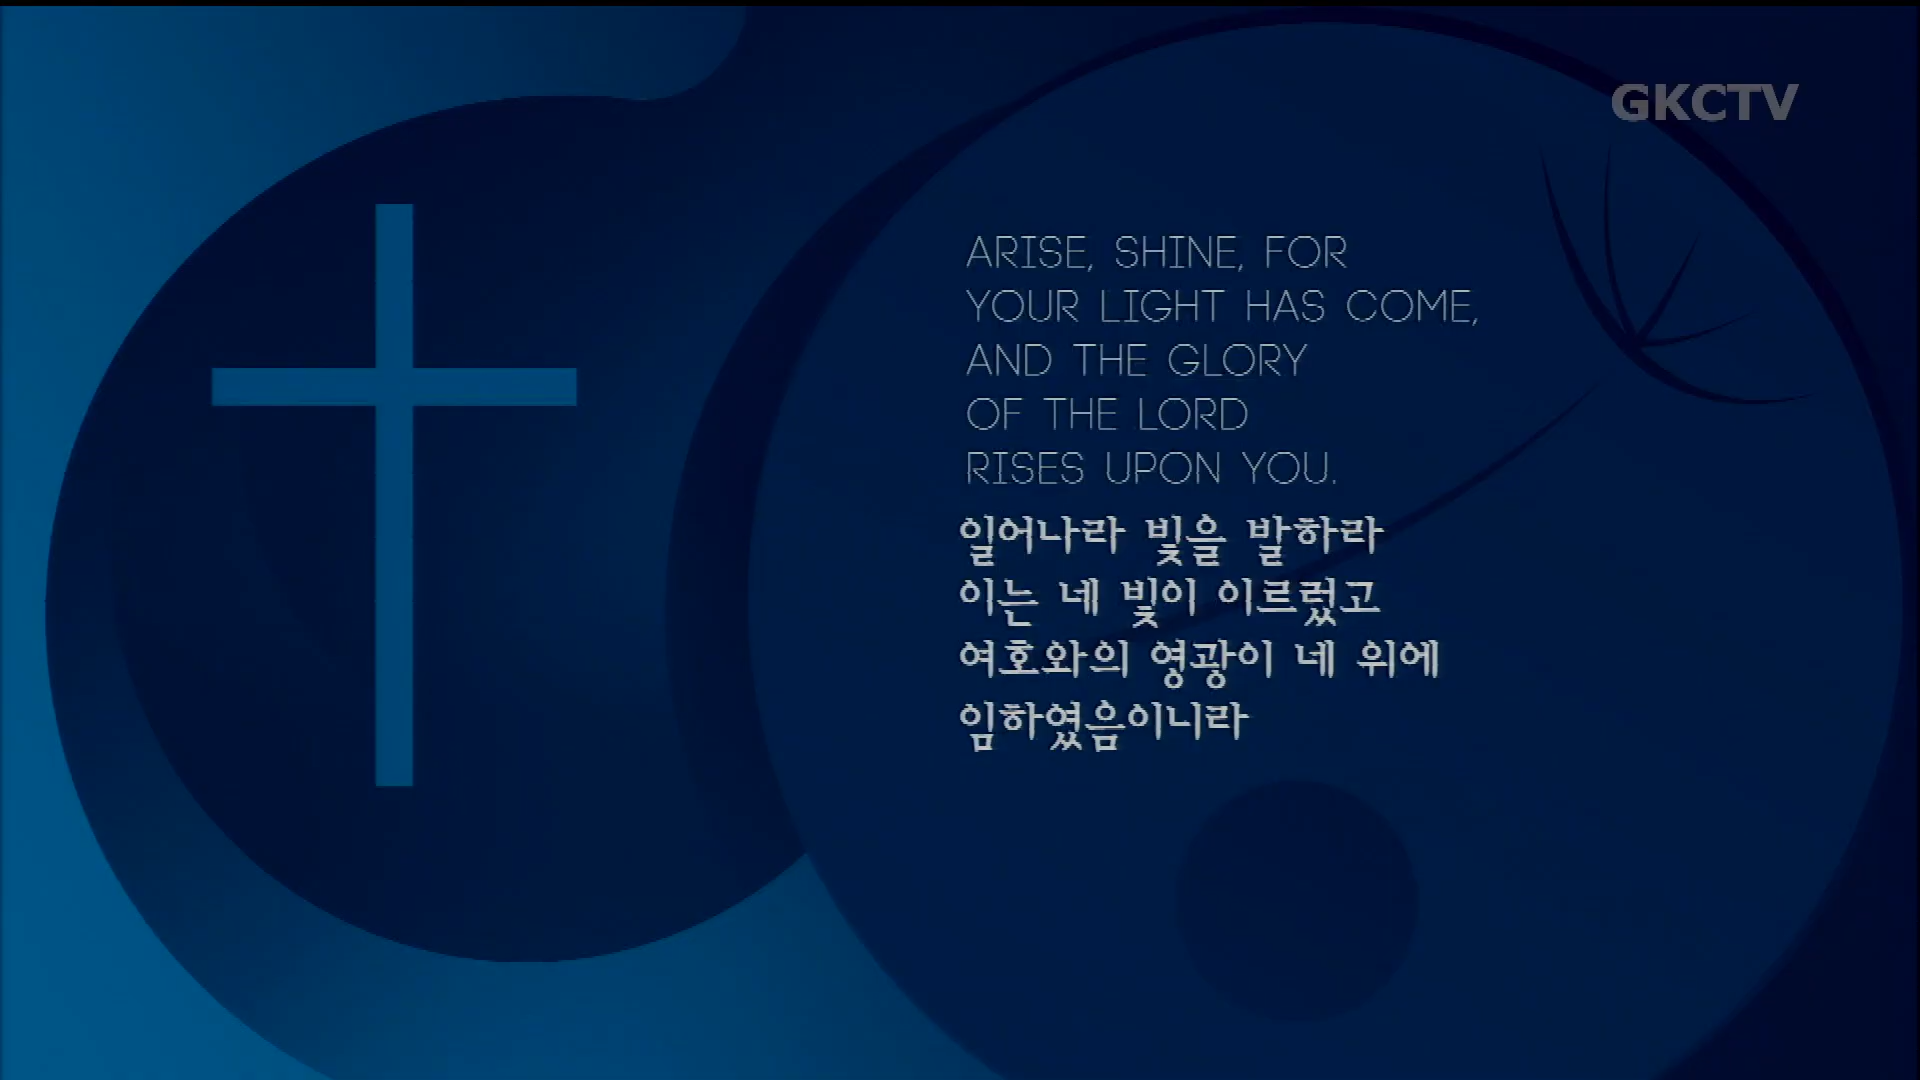 GKCTV
ARISE, SHINE, FOR
YOUR LIGHT HAS COME,
AND THE GLORY
OF THE LORD
RISES UPON YOU.
일어나라 빛을 발하라
이는 네 빛이 이르렀고
여호와의 영광이 네 위에
임하였음이니라